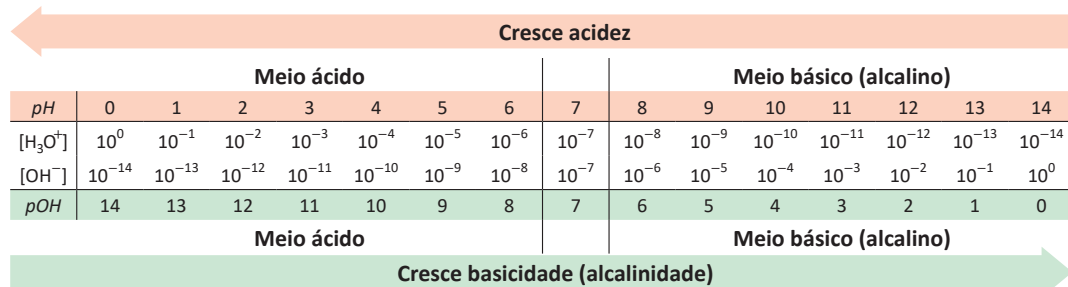 Cresce acidez
Meio ácido Meio básico (alcalino)
pH 0 1 2 3 4 5 6 7 8 9 10 11 12 13 14
[H₃O⁺] 10⁰ 10⁻¹ 10⁻² 10⁻³ 10⁻⁴ 10⁻⁵ 10⁻⁶ 10⁻⁷ 10⁻⁸ 10⁻⁹ 10⁻¹⁰ 10⁻¹¹ 10⁻¹² 10⁻¹³ 10⁻¹⁴
[OH⁻] 10⁻¹⁴ 10⁻¹³ 10⁻¹² 10⁻¹¹ 10⁻¹⁰ 10⁻⁹ 10⁻⁸ 10⁻⁷ 10⁻⁶ 10⁻⁵ 10⁻⁴ 10⁻³ 10⁻² 10⁻¹ 10⁰
pOH 14 13 12 11 10 9 8 7 6 5 4 3 2 1 0
Meio ácido Meio básico (alcalino)
Cresce basicidade (alcalinidade)